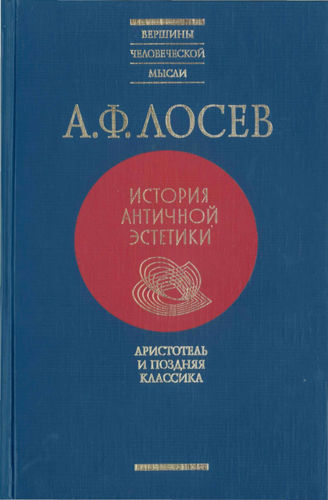 ВЕРШИНЫ
ЧЕЛОВЕЧЕСКОЙ
МЫСЛИ
А.Ф.ЛОСЕВ
ИСТОРИЯ
АНТИЧНОЙ
ЭСТЕТИКИ
АРИСТОТЕЛЬ
И ПОЗДНЯЯ
КЛАССИКА